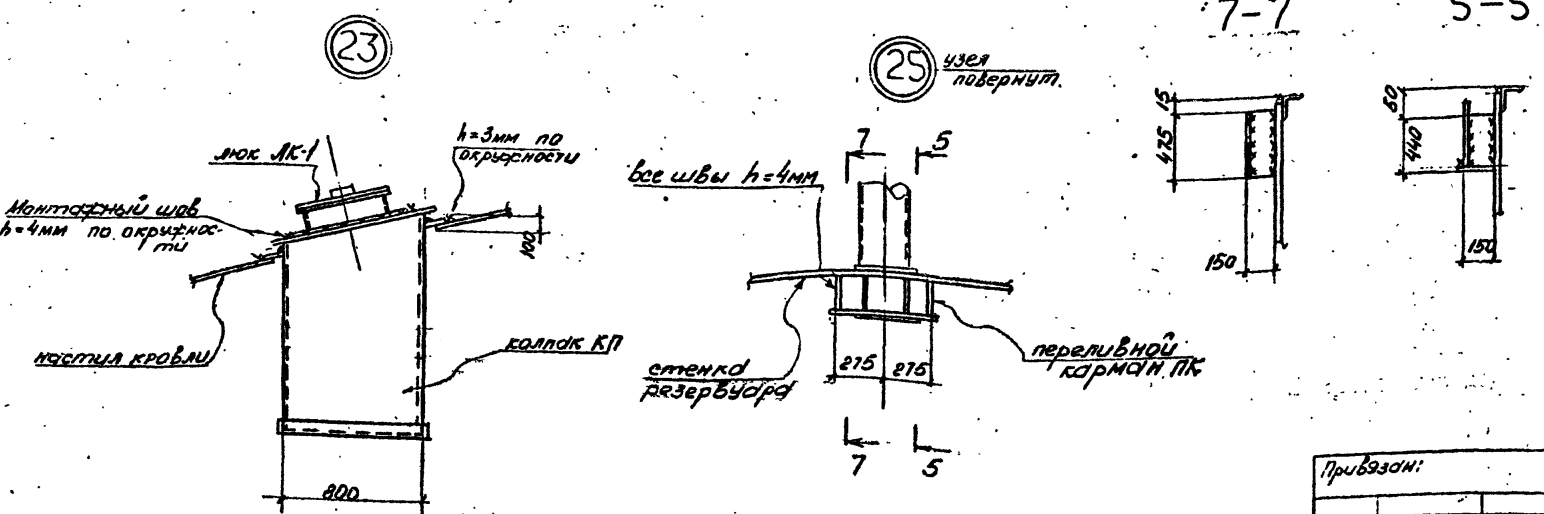 7-7
5-5
23
25
узел
повернут.
люк ЛК-1
h=3мм по
окружности
Монтажный шов
h=4мм по окружнос-
ти
100
настил кровли
колпак КП
800
7
5
все швы h=4мм
275
275
стенка
резервуара
переливной
карман ПК
7
5
15
475
150
60
440
150
Привязан: